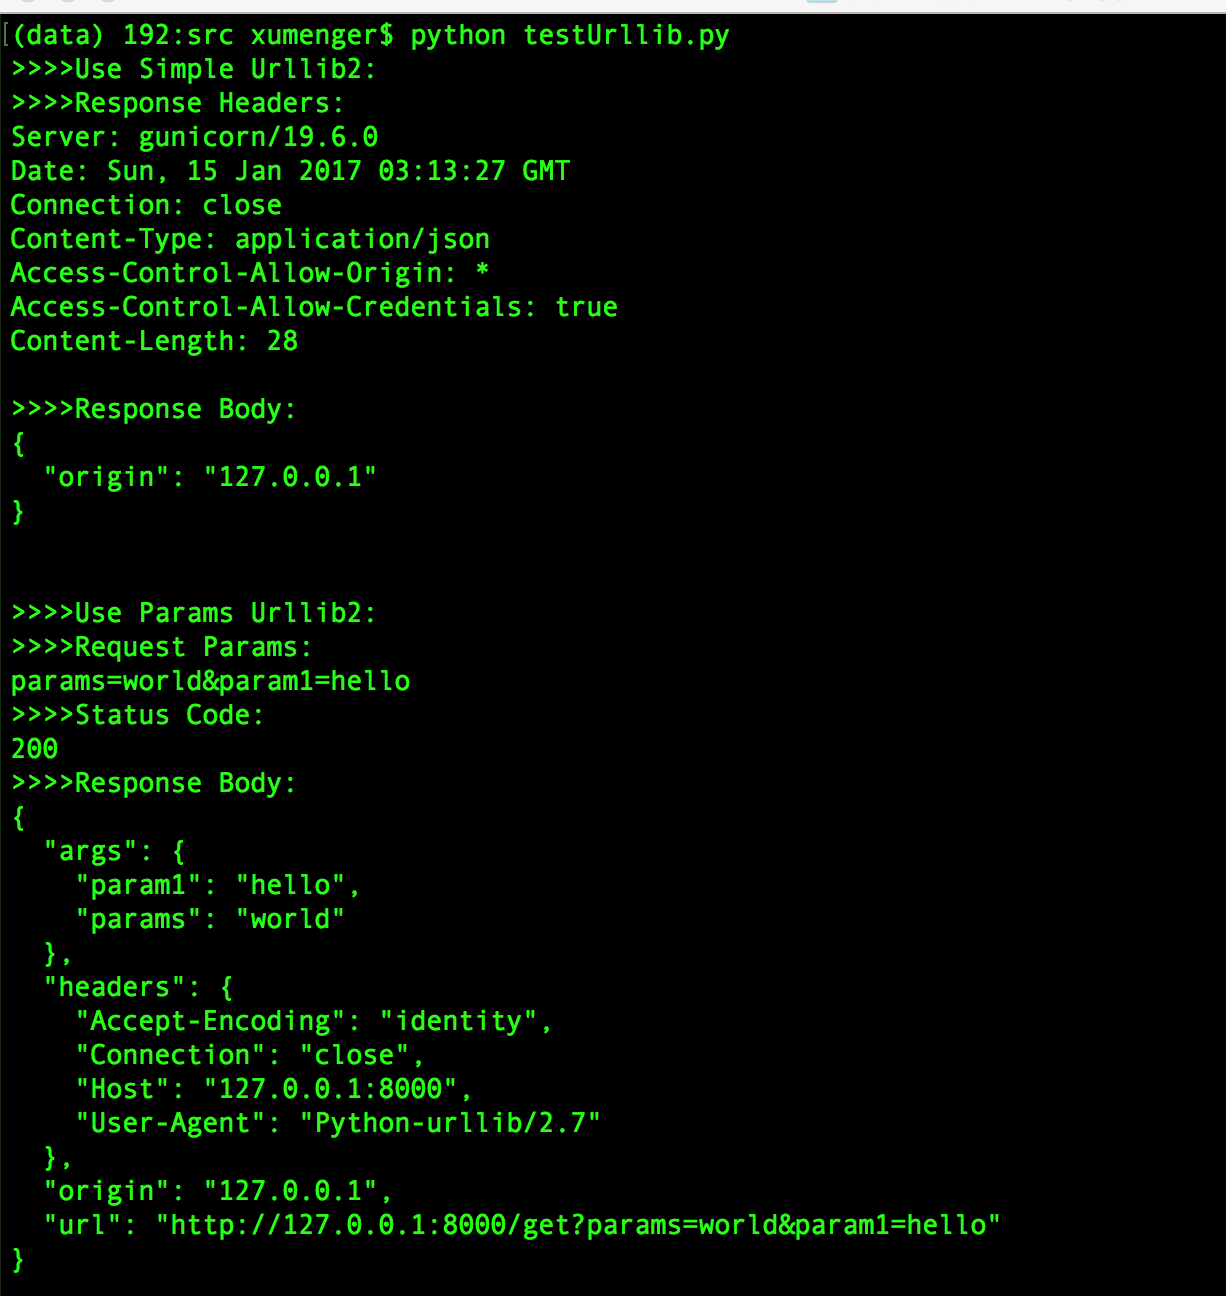 [(data) 192:src xumenger$ python testUrllib.py
>>>>Use Simple Urllib2:
>>>>Response Headers:
Server: gunicorn/19.6.0
Date: Sun, 15 Jan 2017 03:13:27 GMT
Connection: close
Content-Type: application/json
Access-Control-Allow-Origin: *
Access-Control-Allow-Credentials: true
Content-Length: 28

>>>>Response Body:
{
  "origin": "127.0.0.1"
}


>>>>Use Params Urllib2:
>>>>Request Params:
params=world&param1=hello
>>>>Status Code:
200
>>>>Response Body:
{
  "args": {
    "param1": "hello",
    "params": "world"
  },
  "headers": {
    "Accept-Encoding": "identity",
    "Connection": "close",
    "Host": "127.0.0.1:8000",
    "User-Agent": "Python-urllib/2.7"
  },
  "origin": "127.0.0.1",
  "url": "http://127.0.0.1:8000/get?params=world&param1=hello"
}